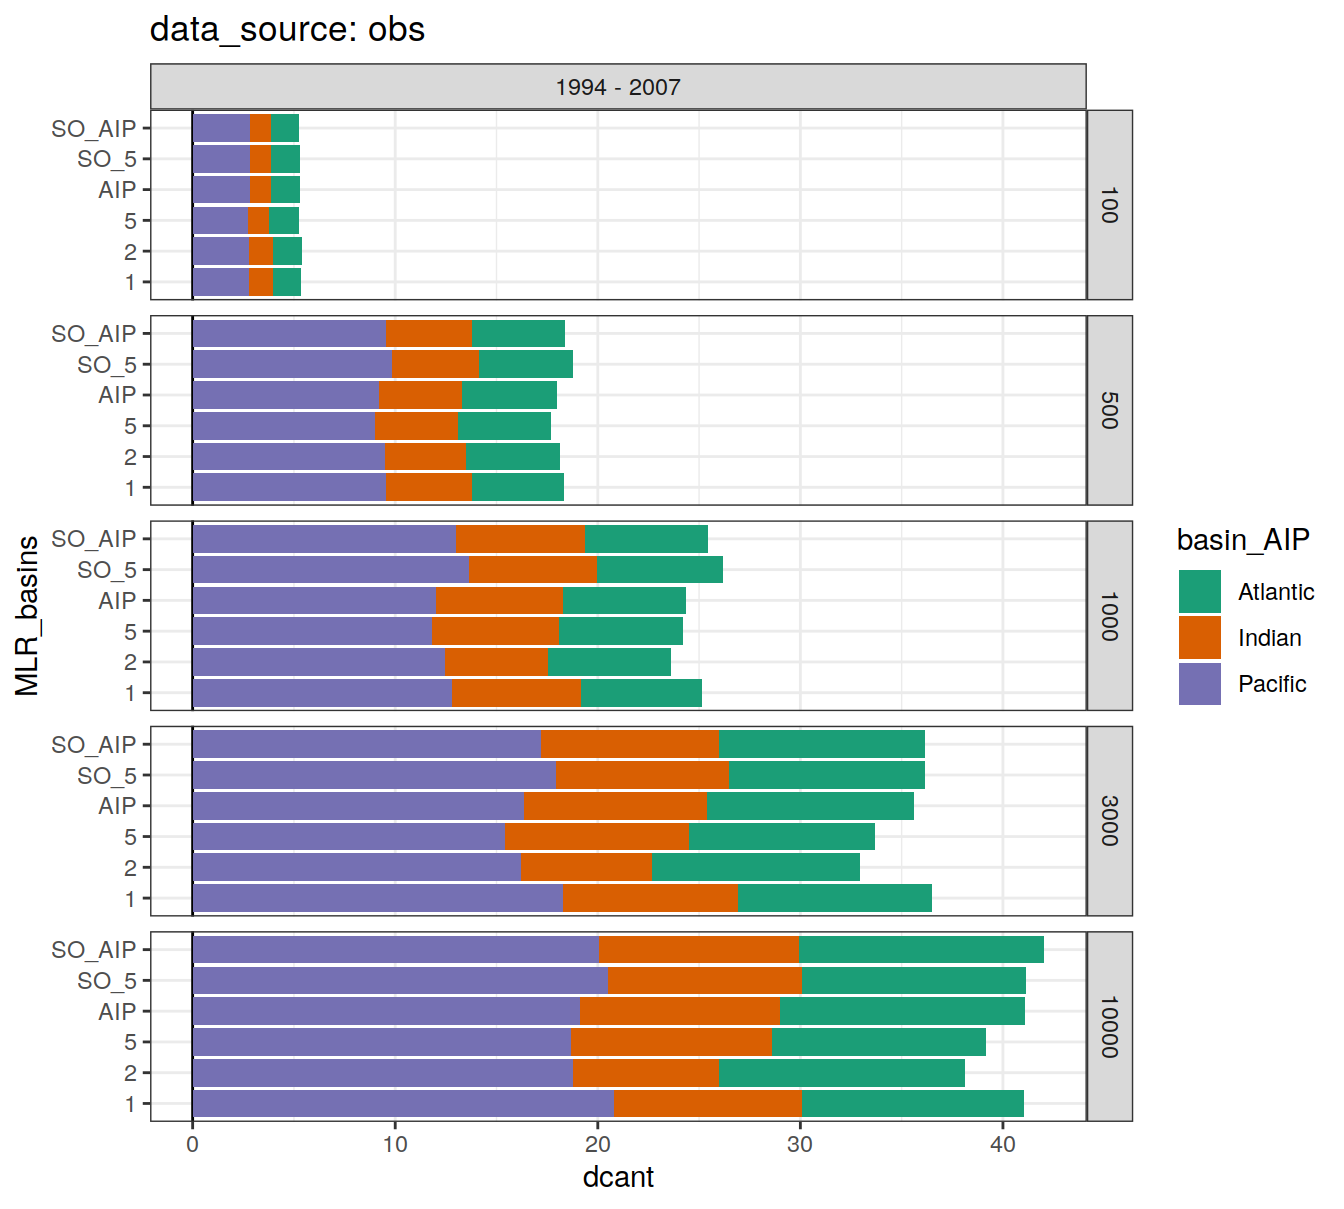 data_source: obs
1994 - 2007
SO_AIP
SO_5
AIP
5
2
1
100
SO_AIP
SO_5
AIP
5
2
1
500
SO_AIP
SO_5
AIP
5
2
1
1000
SO_AIP
SO_5
AIP
5
2
1
3000
SO_AIP
SO_5
AIP
5
2
1
10000
0 10 20 30 40
dcant
MLR_basins
basin_AIP
Atlantic
Indian
Pacific